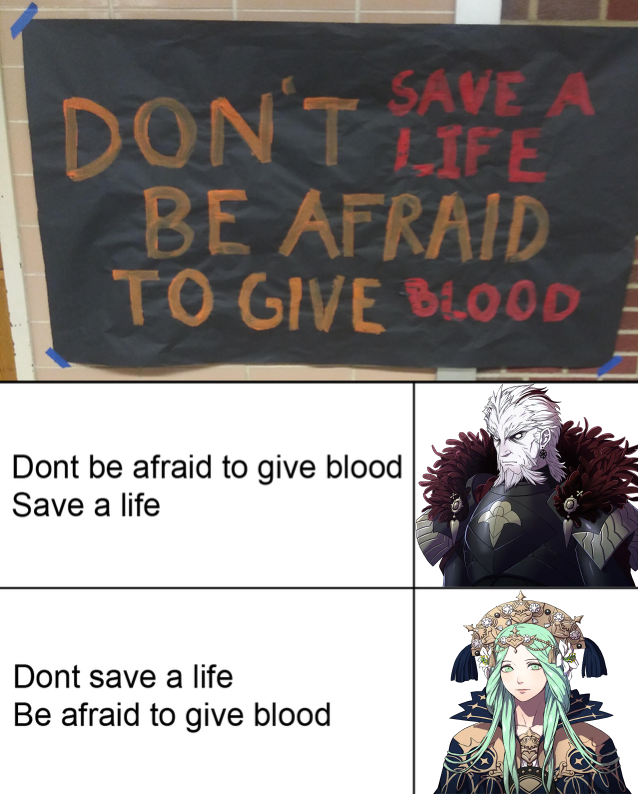 DON'T SAVE A
LIFE
BE AFRAID
TO GIVE BLOOD
Dont be afraid to give blood
Save a life
Dont save a life
Be afraid to give blood